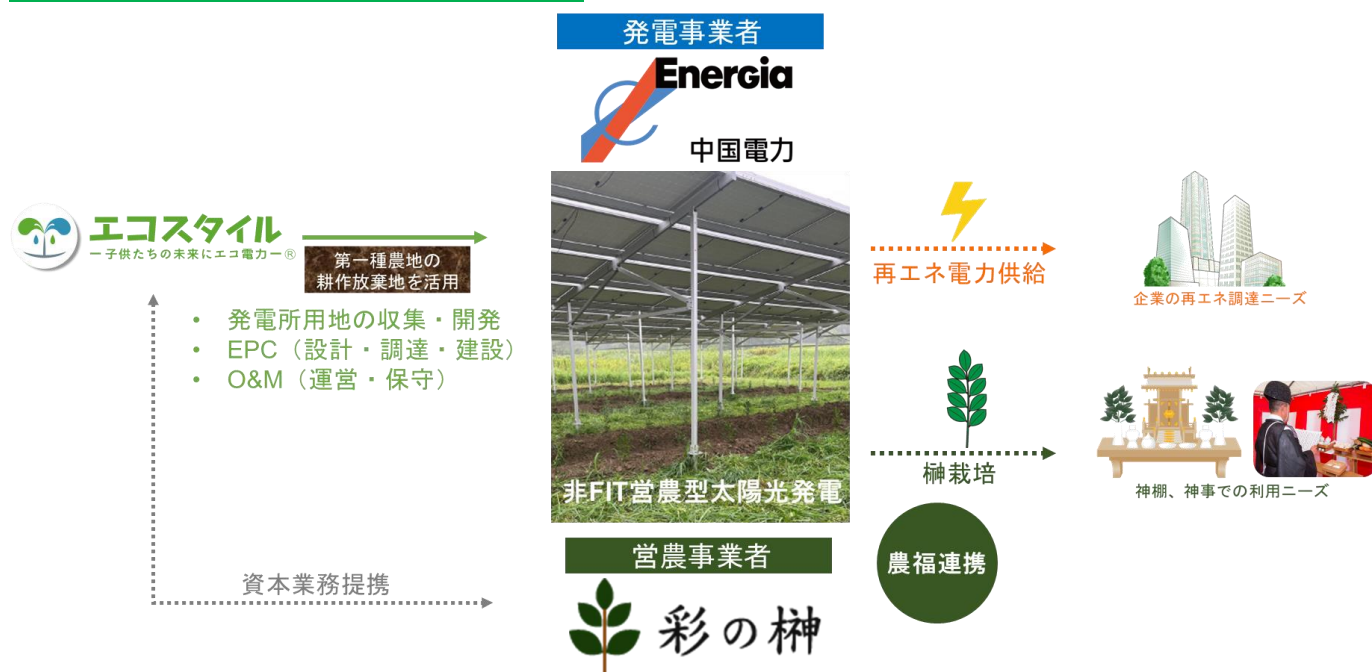 発電事業者
Energia
中国電力
エコスタイル
ー子供たちの未来にエコ電力ー®
第一種農地の
耕作放棄地を活用
• 発電所用地の収集・開発
• EPC（設計・調達・建設）
• O&M（運営・保守）
再エネ電力供給
企業の再エネ調達ニーズ
榊栽培
神棚、神事での利用ニーズ
非FIT営農型太陽光発電
営農事業者
彩の榊
農福連携
資本業務提携